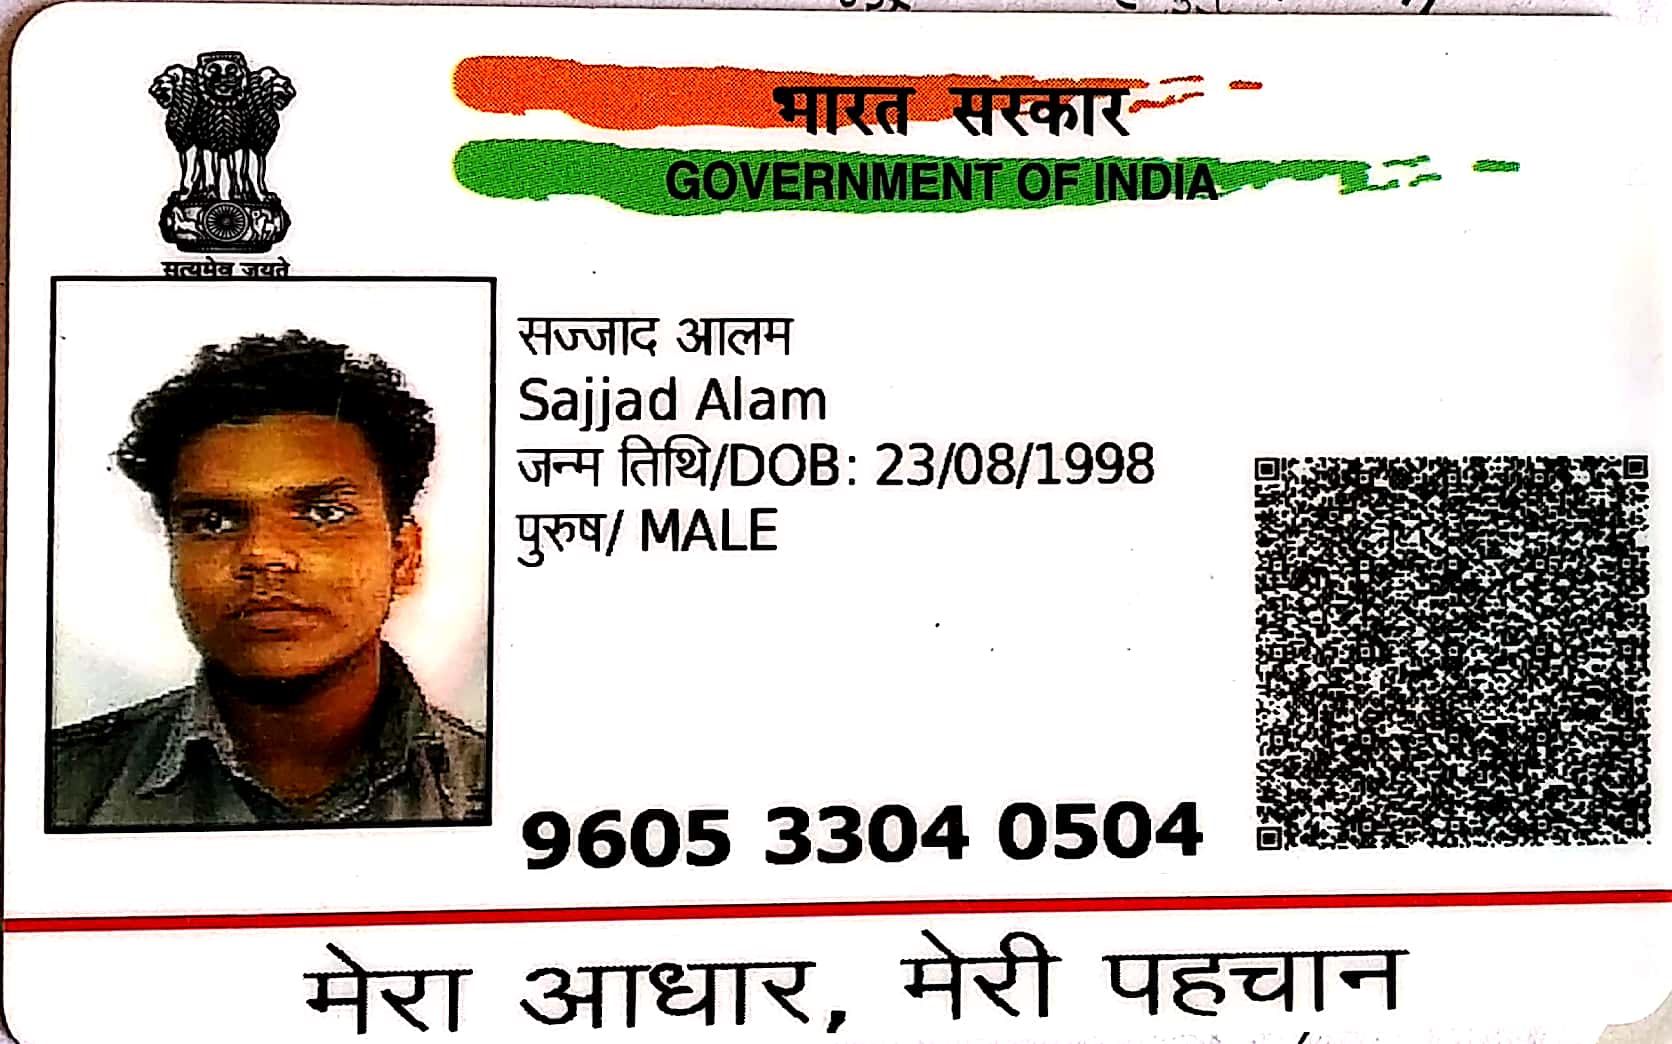 भारत सरकार
GOVERNMENT OF INDIA
सत्यमेव जयते
सज्जाद आलम
Sajjad Alam
जन्म तिथि/DOB: 23/08/1998
पुरुष/ MALE
9605 3304 0504
मेरा आधार, मेरी पहचान